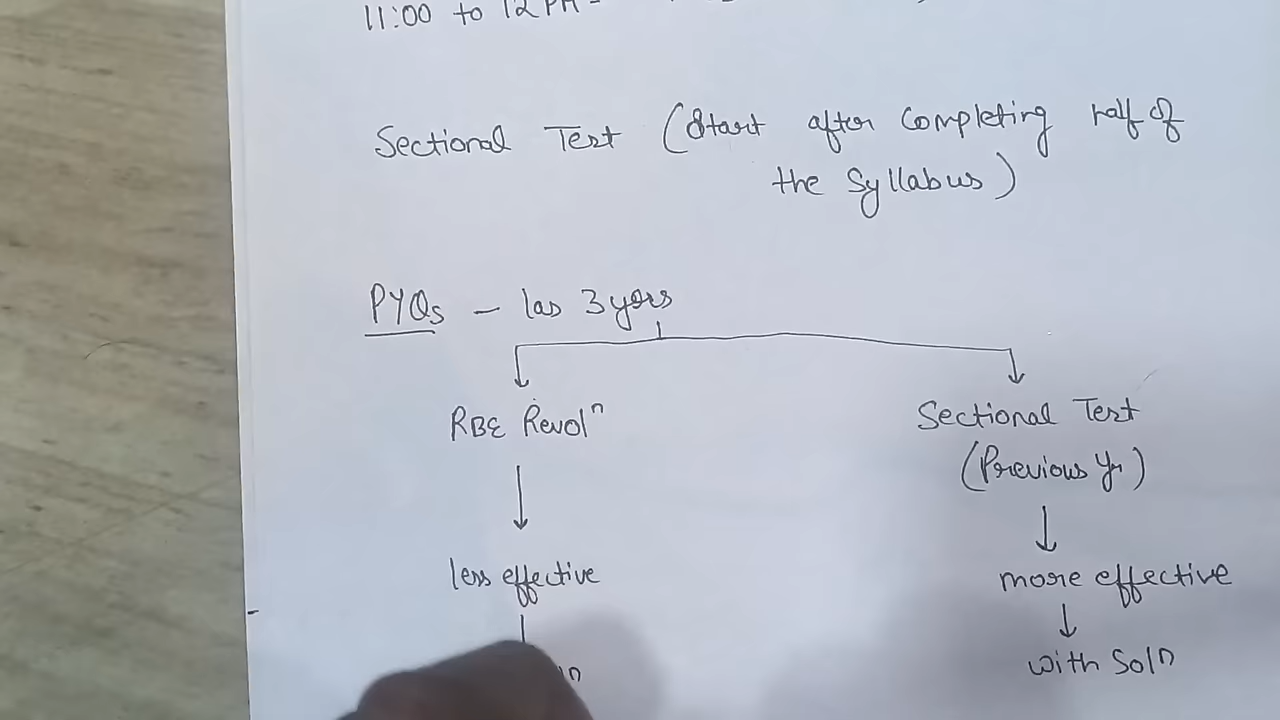 11:00 to 12 PM -
Sectional Test (Start after Completing half of
the Syllabus)
PYQs - las 3 yers
RBE Revolⁿ
Sectional Test
(Previous Yr)
less effective
more effective
with Solⁿ